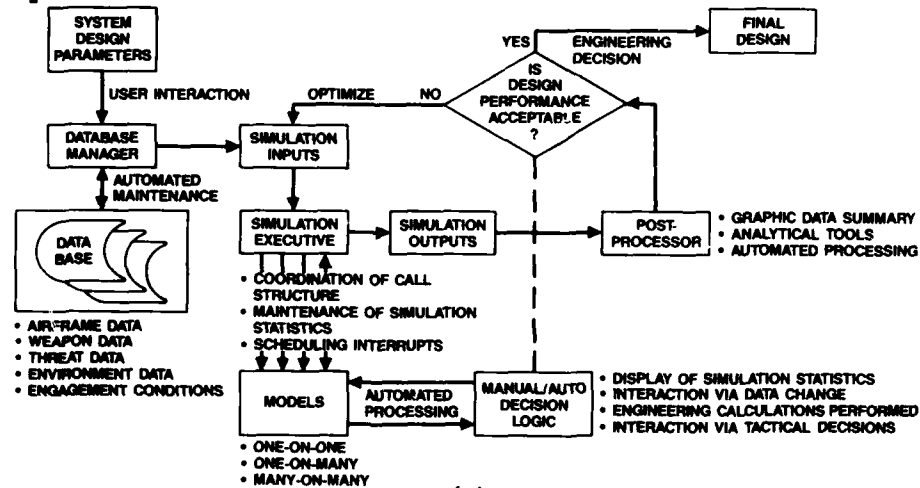 SYSTEM
DESIGN
PARAMETERS
USER INTERACTION
DATABASE
MANAGER
AUTOMATED
MAINTENANCE
DATA
BASE
• AIRFRAME DATA
• WEAPON DATA
• THREAT DATA
• ENVIRONMENT DATA
• ENGAGEMENT CONDITIONS
OPTIMIZE
NO
YES
ENGINEERING
DECISION
FINAL
DESIGN
IS
DESIGN
PERFORMANCE
ACCEPTABLE
?
SIMULATION
INPUTS
SIMULATION
EXECUTIVE
• COORDINATION OF CALL
STRUCTURE
• MAINTENANCE OF SIMULATION
STATISTICS
• SCHEDULING INTERRUPTS
SIMULATION
OUTPUTS
POST-
PROCESSOR
• GRAPHIC DATA SUMMARY
• ANALYTICAL TOOLS
• AUTOMATED PROCESSING
MODELS
• ONE-ON-ONE
• ONE-ON-MANY
• MANY-ON-MANY
AUTOMATED
PROCESSING
MANUAL/AUTO
DECISION
LOGIC
• DISPLAY OF SIMULATION STATISTICS
• INTERACTION VIA DATA CHANGE
• ENGINEERING CALCULATIONS PERFORMED
• INTERACTION VIA TACTICAL DECISIONS